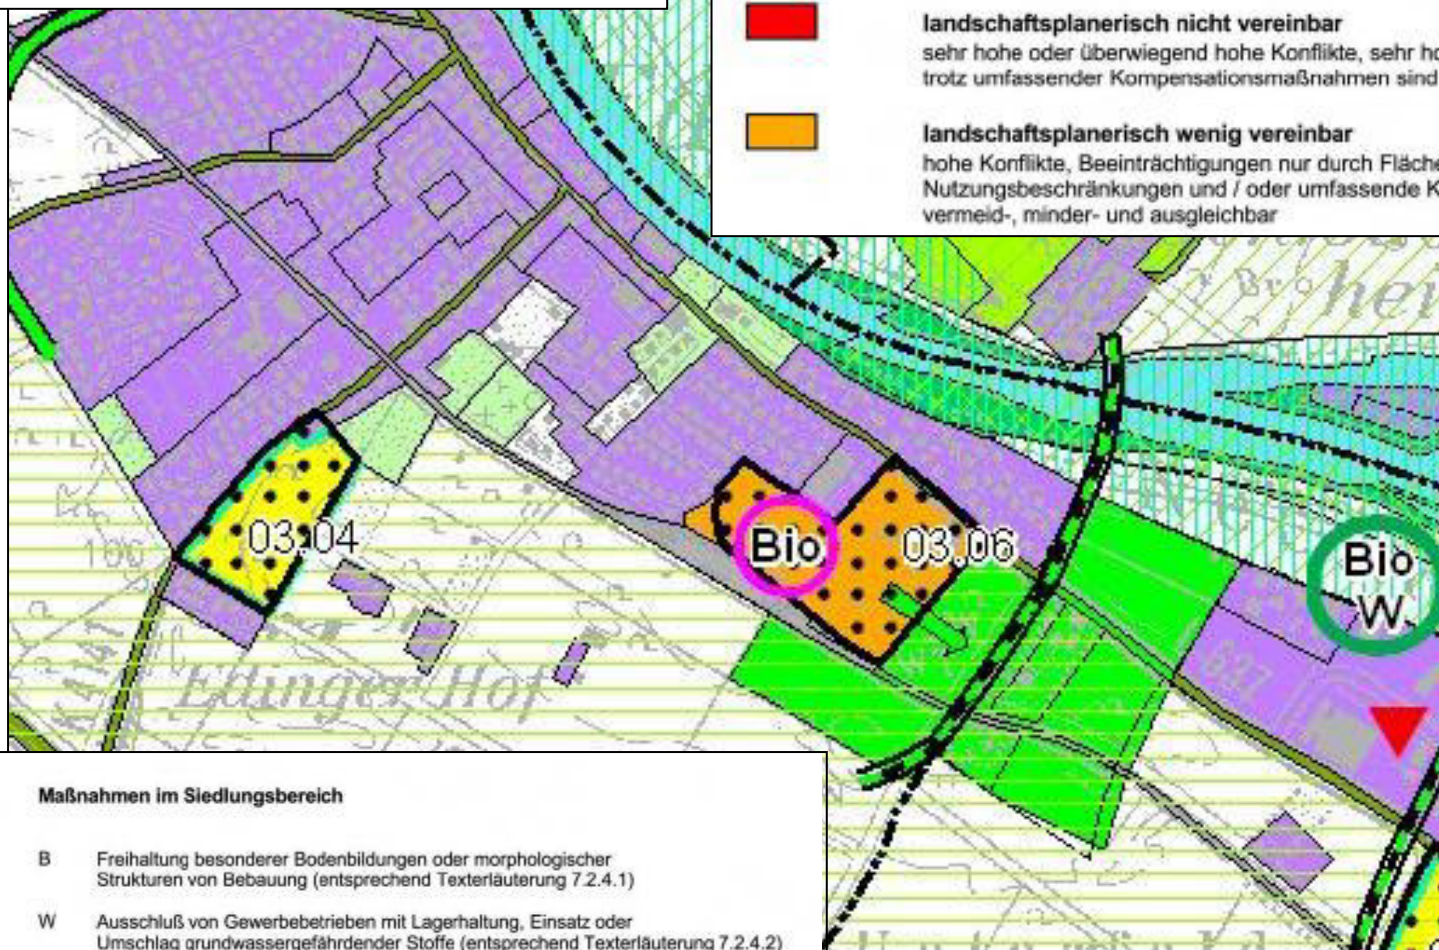 landschaftsplanerisch nicht vereinbar
sehr hohe oder überwiegend hohe Konflikte, sehr
trotz umfassender Kompensationsmaßnahmen sind
landschaftsplanerisch wenig vereinbar
hohe Konflikte, Beeinträchtigungen nur durch
Nutzungsbeschränkungen und / oder umfassende
vermeid-, minder- und ausgleichbar
03.04
Bio
03.06
Bio
W
637
106
Edinger Hof
Maßnahmen im Siedlungsbereich
B Freihaltung besonderer Bodenbildungen oder morphologischer
Strukturen von Bebauung (entsprechend Texterläuterung 7.2.4.1)
W Ausschluß von Gewerbebetrieben mit Lagerhaltung, Einsatz oder
Umschlag grundwassergefährdender Stoffe (entsprechend Texterläuterung 7.2.4.2)